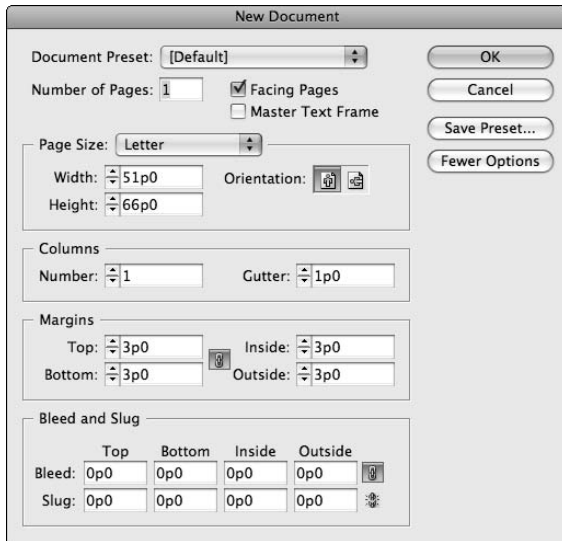 New Document
Document Preset: [Default]
OK
Number of Pages: 1
Facing Pages
Cancel
Master Text Frame
Save Preset...
Page Size: Letter
Fewer Options
Width: 51p0
Orientation:
Height: 66p0
Columns
Number: 1
Gutter: 1p0
Margins
Top: 3p0
Inside: 3p0
Bottom: 3p0
Outside: 3p0
Bleed and Slug
Top Bottom Inside Outside
Bleed: 0p0 0p0 0p0 0p0
Slug: 0p0 0p0 0p0 0p0